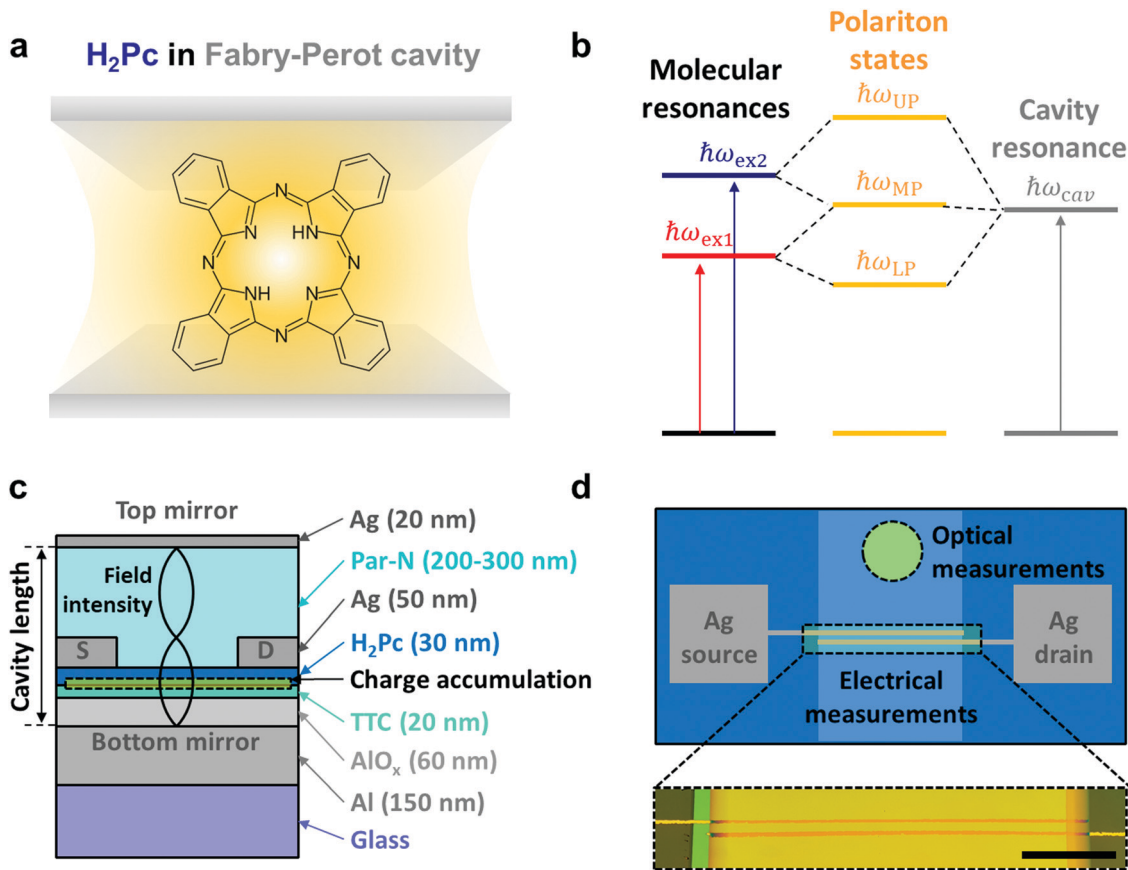 a
H₂Pc in Fabry-Perot cavity
N
N
HN
N
N
NH
N
N
b
Polariton
states
Molecular
resonances
Cavity
resonance
ℏω_UP
ℏω_ex2
ℏω_MP
ℏω_cav
ℏω_ex1
ℏω_LP
c
Top mirror
Cavity length
Field
intensity
S
D
Bottom mirror
Ag (20 nm)
Par-N (200-300 nm)
Ag (50 nm)
H₂Pc (30 nm)
Charge accumulation
TTC (20 nm)
AlOₓ (60 nm)
Al (150 nm)
Glass
d
Optical
measurements
Ag
source
Ag
drain
Electrical
measurements